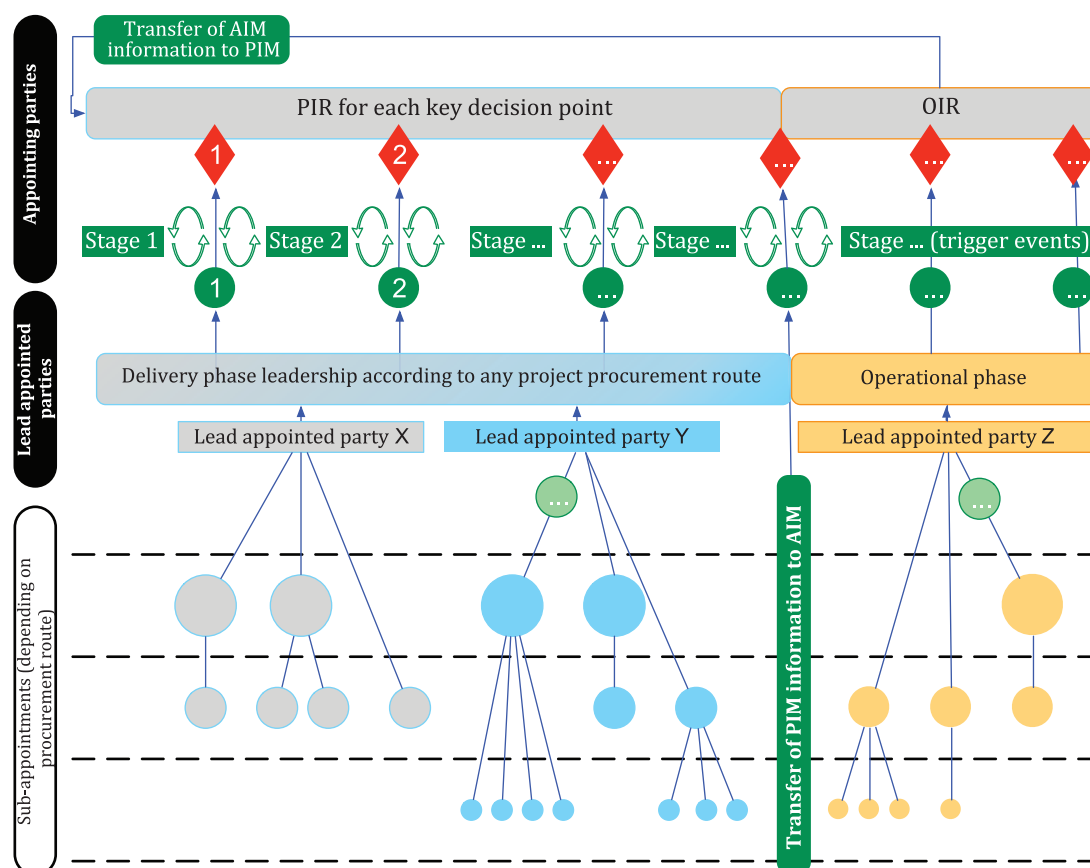 Transfer of AIM
information to PIM
Appointing parties
PIR for each key decision point
OIR
1
2
...
...
...
...
Stage 1
Stage 2
Stage ...
Stage ...
Stage ... (trigger events)
1
2
...
...
...
...
Lead appointed
parties
Delivery phase leadership according to any project procurement route
Operational phase
Lead appointed party X
Lead appointed party Y
Lead appointed party Z
...
...
Sub-appointments (depending on
procurement route)
Transfer of PIM information to AIM